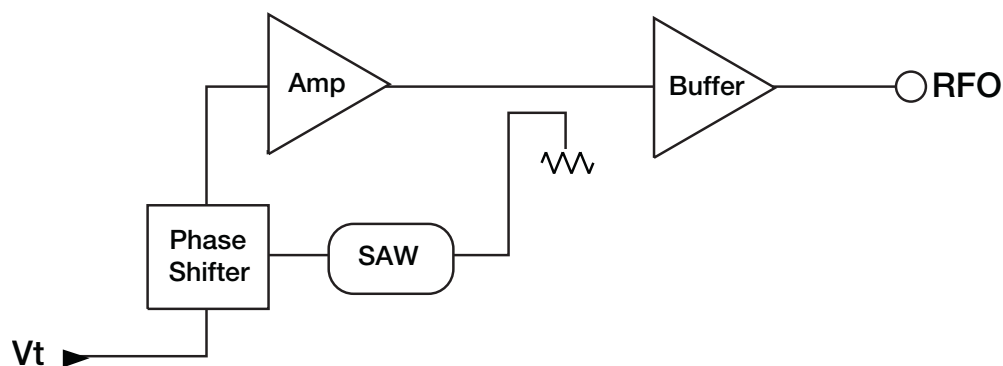 Amp
Buffer
RFO
Phase
Shifter
SAW
Vt